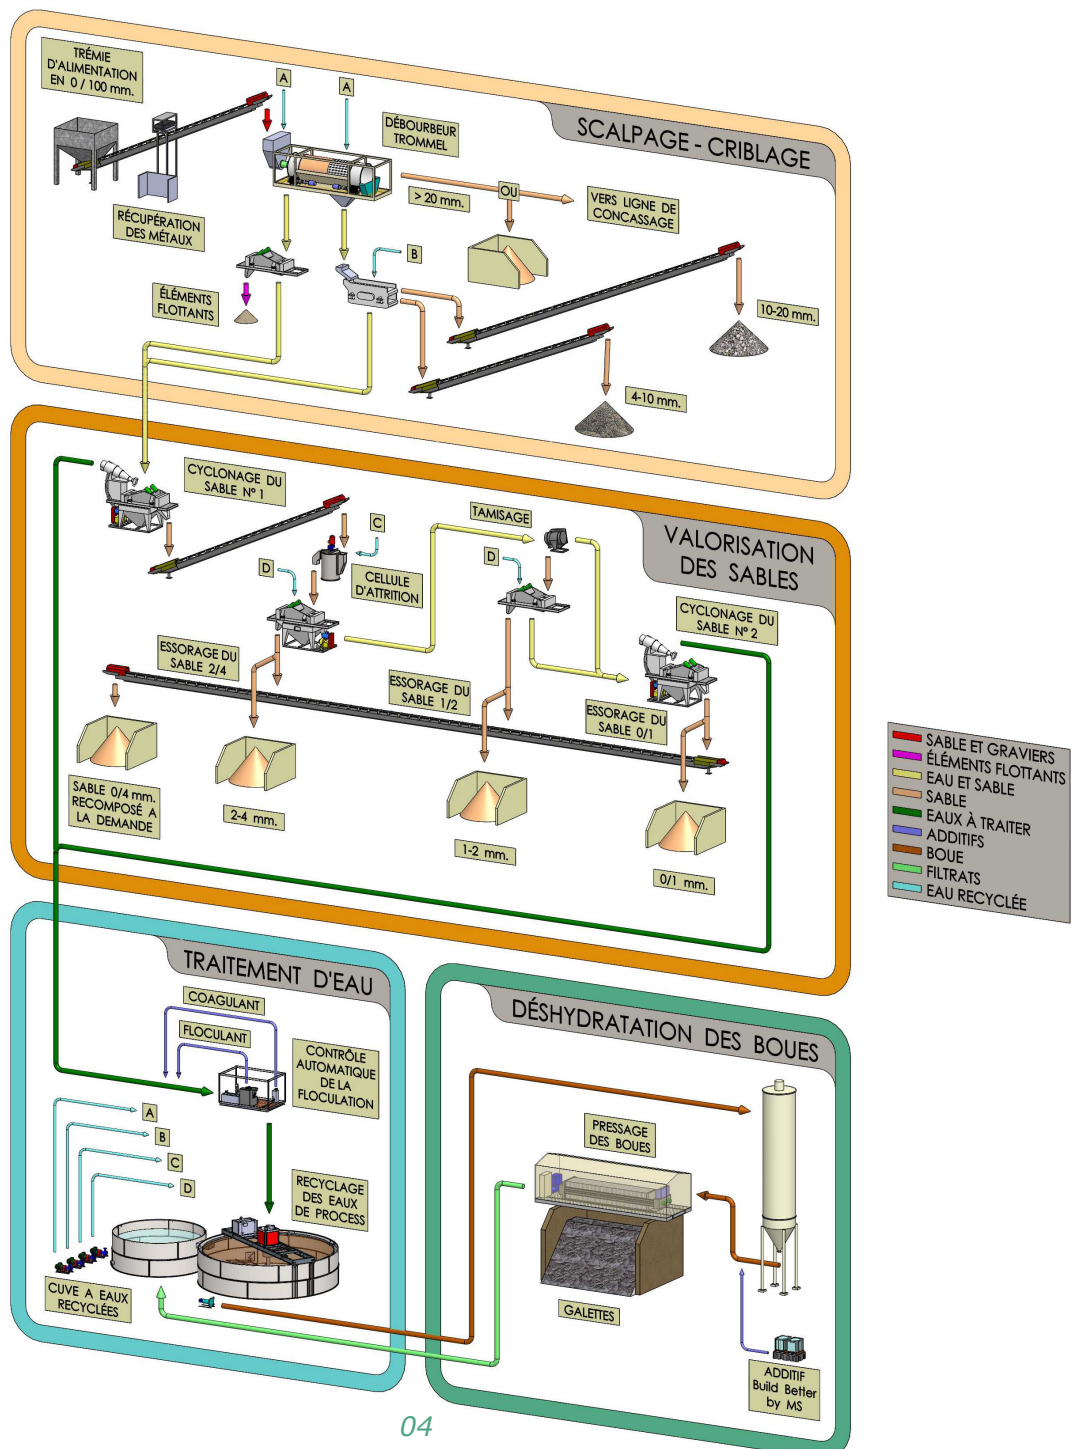 TRÉMIE
D'ALIMENTATION
EN 0 / 100 mm.
A
A
SCALPAGE - CRIBLAGE
DÉBOURBEUR
TROMMEL
> 20 mm.
OU
VERS LIGNE DE
CONCASSAGE
RÉCUPÉRATION
DES MÉTAUX
B
ÉLÉMENTS
FLOTTANTS
10-20 mm.
4-10 mm.
CYCLONAGE DU
SABLE Nº 1
TAMISAGE
VALORISATION
DES SABLES
C
D
CELLULE
D'ATTRITION
D
CYCLONAGE DU
SABLE Nº 2
ESSORAGE DU
SABLE 2/4
ESSORAGE DU
SABLE 1/2
ESSORAGE DU
SABLE 0/1
SABLE 0/4 mm.
RECOMPOSÉ A
LA DEMANDE
2-4 mm.
1-2 mm.
0/1 mm.
SABLE ET GRAVIERS
ÉLÉMENTS FLOTTANTS
EAU ET SABLE
SABLE
EAUX À TRAITER
ADDITIFS
BOUE
FILTRATS
EAU RECYCLÉE
TRAITEMENT D'EAU
COAGULANT
FLOCULANT
CONTRÔLE
AUTOMATIQUE
DE LA
FLOCULATION
A
B
C
D
RECYCLAGE
DES EAUX
DE PROCESS
CUVE A EAUX
RECYCLÉES
DÉSHYDRATATION DES BOUES
PRESSAGE
DES BOUES
GALETTES
ADDITIF
Build Better
by MS
04